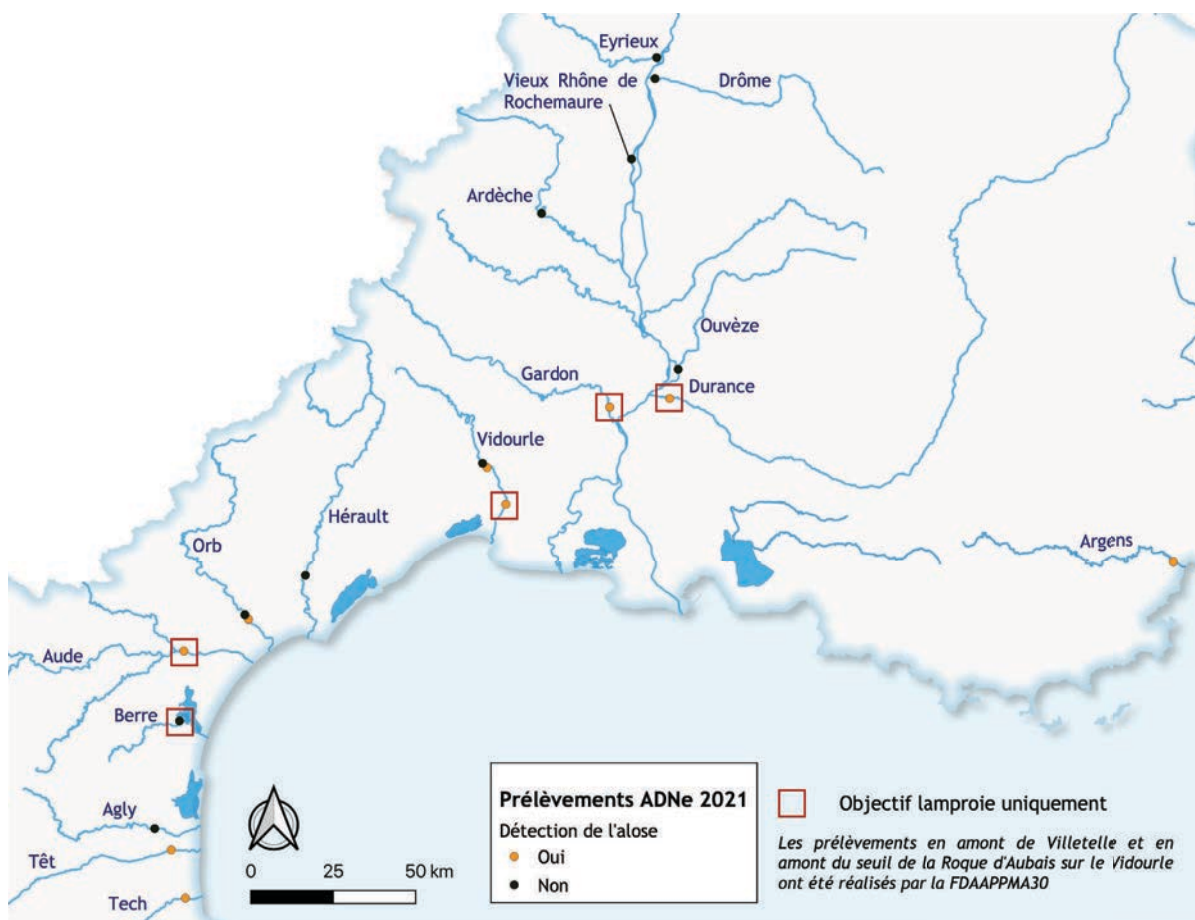 Eyrieux
Vieux Rhône de
Rochemaure
Drôme
Ardèche
Ouvèze
Gardon
Durance
Vidourle
Hérault
Orb
Argens
Aude
Berre
Agly
Têt
Tech
0 25 50 km
Prélèvements ADNe 2021
Détection de l'alose
Oui
Non
Objectif lamproie uniquement
Les prélèvements en amont de Villetelle et en
amont du seuil de la Roque d'Aubais sur le Vidourle
ont été réalisés par la FDAAPPMA30